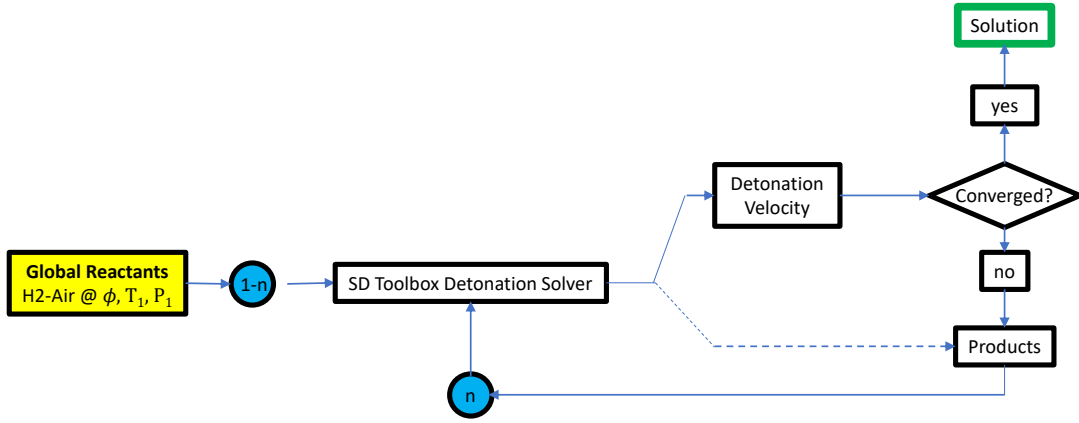 Solution
yes
Detonation
Velocity
Converged?
Global Reactants
H2-Air @ ϕ, T₁, P₁
1-n
SD Toolbox Detonation Solver
no
Products
n